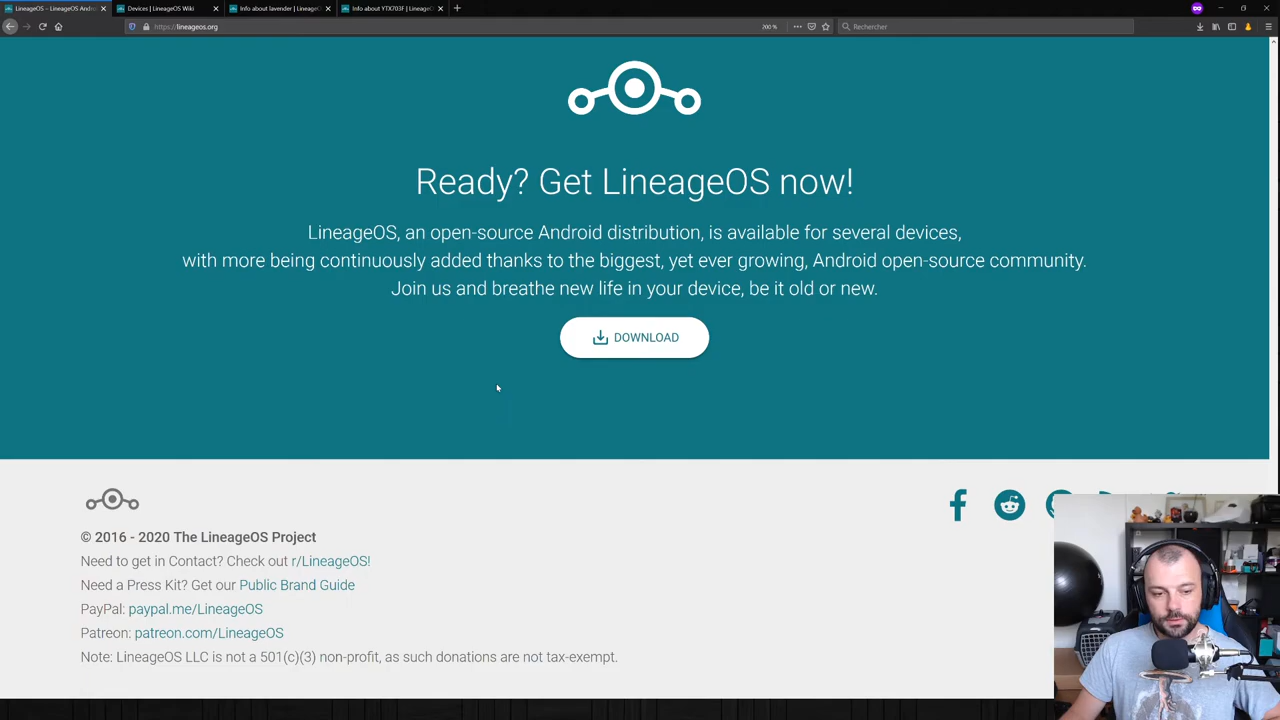 LineageOS – LineageOS Andro
Devices | LineageOS Wiki
Info about lavender | LineageO
Info about YTX703F | LineageO
https://lineageos.org
200 %
Rechercher
Ready? Get LineageOS now!
LineageOS, an open-source Android distribution, is available for several devices,
with more being continuously added thanks to the biggest, yet ever growing, Android open-source community.
Join us and breathe new life in your device, be it old or new.
DOWNLOAD
© 2016 - 2020 The LineageOS Project
Need to get in Contact? Check out r/LineageOS!
Need a Press Kit? Get our Public Brand Guide
PayPal: paypal.me/LineageOS
Patreon: patreon.com/LineageOS
Note: LineageOS LLC is not a 501(c)(3) non-profit, as such donations are not tax-exempt.